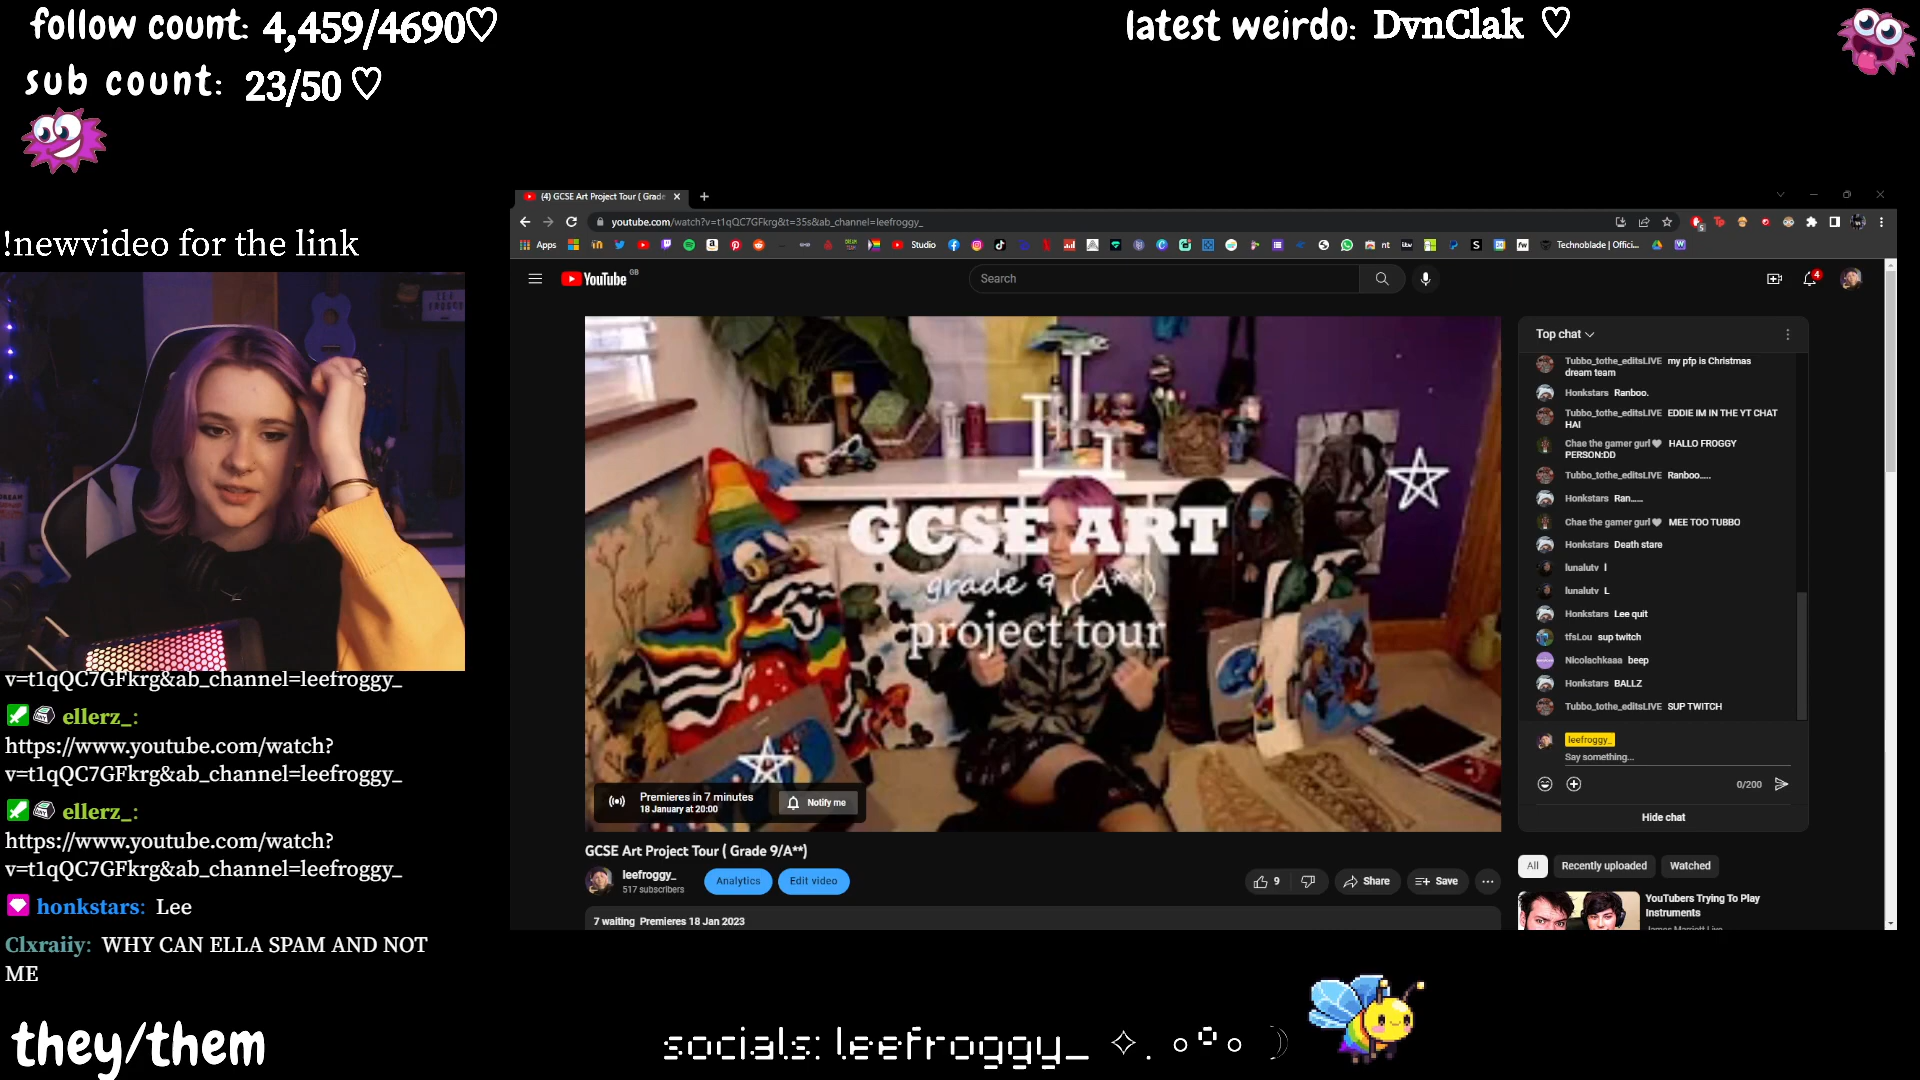 follow count: 4,459/4690♡
latest weirdo: DvnClak ♡
sub count: 23/50 ♡
!newvideo for the link
v=t1qQC7GFkrg&ab_channel=leefroggy_
ellerz_:
https://www.youtube.com/watch?
v=t1qQC7GFkrg&ab_channel=leefroggy_
ellerz_:
https://www.youtube.com/watch?
v=t1qQC7GFkrg&ab_channel=leefroggy_
honkstars: Lee
Clxraiiy: WHY CAN ELLA SPAM AND NOT
ME
they/them
(4) GCSE Art Project Tour ( Grade
youtube.com/watch?v=t1qQC7GFkrg&t=35s&ab_channel=leefroggy_
Apps
Studio
nt
Technoblade | Offici...
YouTube GB
Search
4
GCSE ART
grade 9 (A**)
project tour
Premieres in 7 minutes
18 January at 20:00
Notify me
GCSE Art Project Tour ( Grade 9/A**)
leefroggy_
517 subscribers
Analytics
Edit video
9
Share
Save
7 waiting Premieres 18 Jan 2023
Top chat
Tubbo_tothe_editsLIVE my pfp is Christmas
dream team
Honkstars Ranboo.
Tubbo_tothe_editsLIVE EDDIE IM IN THE YT CHAT
HAI
Chae the gamer gurl🖤 HALLO FROGGY
PERSON:DD
Tubbo_tothe_editsLIVE Ranboo.....
Honkstars Ran......
Chae the gamer gurl🖤 MEE TOO TUBBO
Honkstars Death stare
lunalutv l
lunalutv L
Honkstars Lee quit
tfsLou sup twitch
Nicolachkaaa beep
Honkstars BALLZ
Tubbo_tothe_editsLIVE SUP TWITCH
leefroggy_
Say something...
0/200
Hide chat
All
Recently uploaded
Watched
YouTubers Trying To Play
Instruments
James Marriott Live
socials: leefroggy_